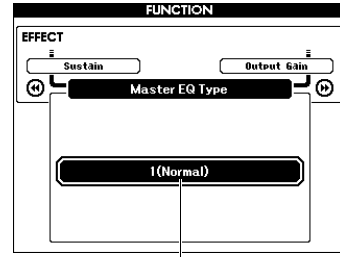 FUNCTION
EFFECT
Sustain
Output Gain
Master EQ Type
1(Normal)